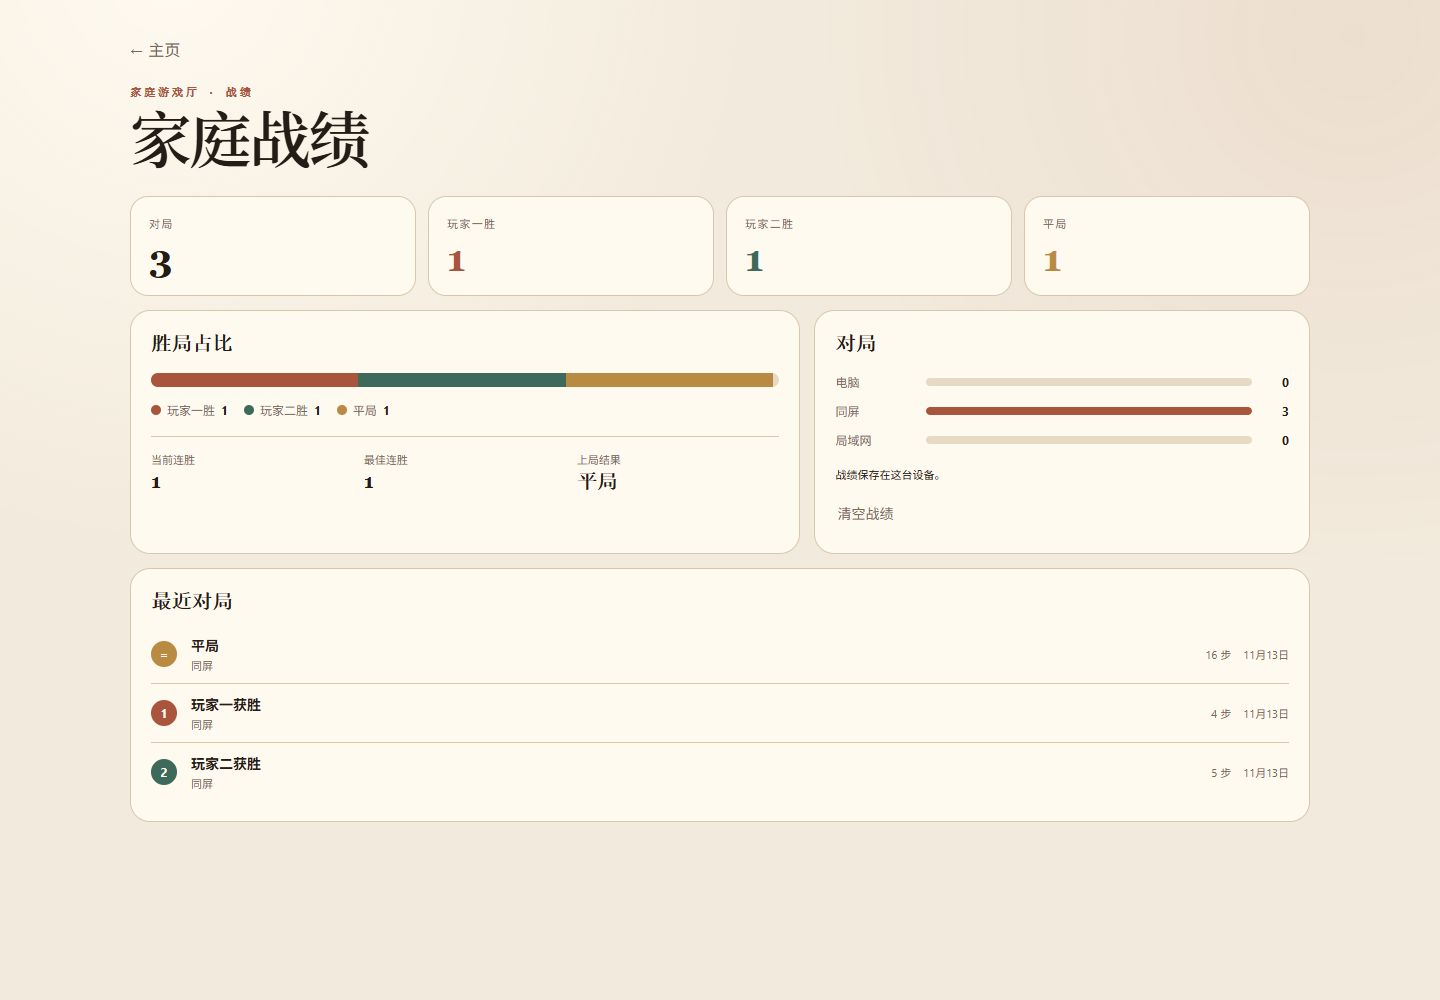 ← 主页
家庭游戏厅 · 战绩
家庭战绩
对局
3
玩家一胜
1
玩家二胜
1
平局
1
胜局占比
玩家一胜 1 玩家二胜 1 平局 1
当前连胜
1
最佳连胜
1
上局结果
平局
对局
电脑 0
同屏 3
局域网 0
战绩保存在这台设备。
清空战绩
最近对局
= 平局
同屏
16 步 11月13日
1 玩家一获胜
同屏
4 步 11月13日
2 玩家二获胜
同屏
5 步 11月13日